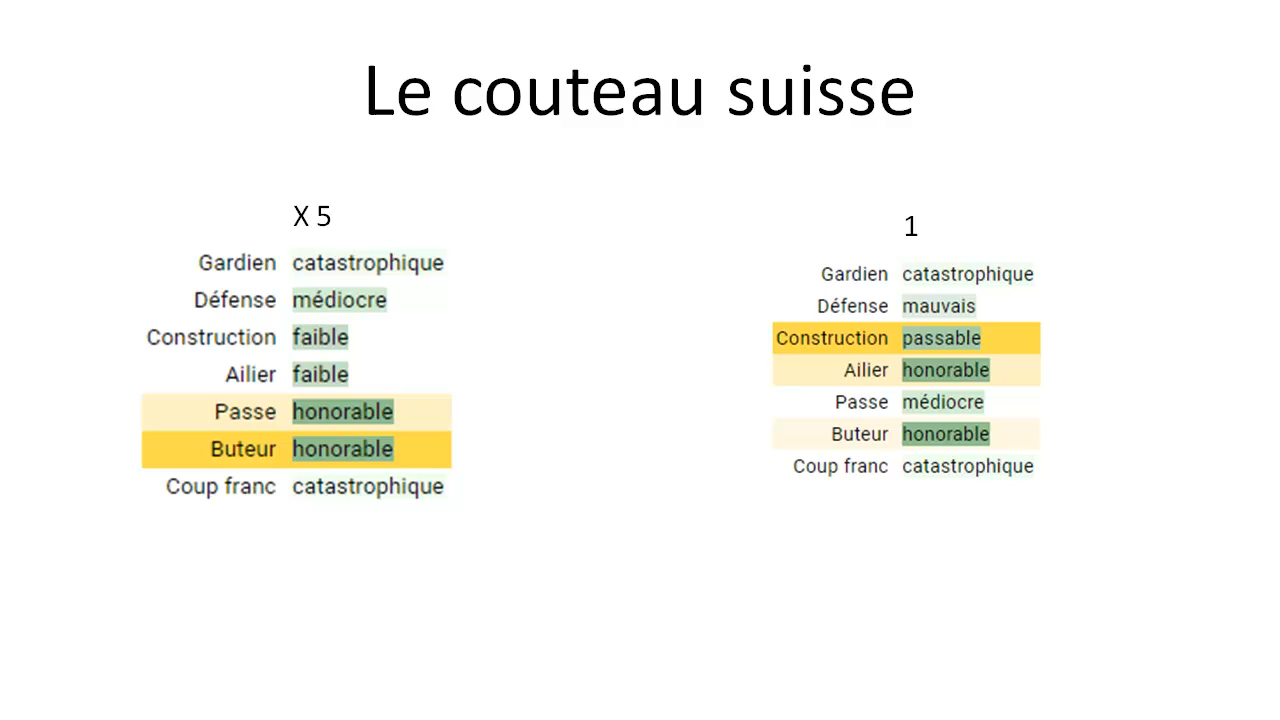 Le couteau suisse
X 5
Gardien catastrophique
Défense médiocre
Construction faible
Ailier faible
Passe honorable
Buteur honorable
Coup franc catastrophique
1
Gardien catastrophique
Défense mauvais
Construction passable
Ailier honorable
Passe médiocre
Buteur honorable
Coup franc catastrophique